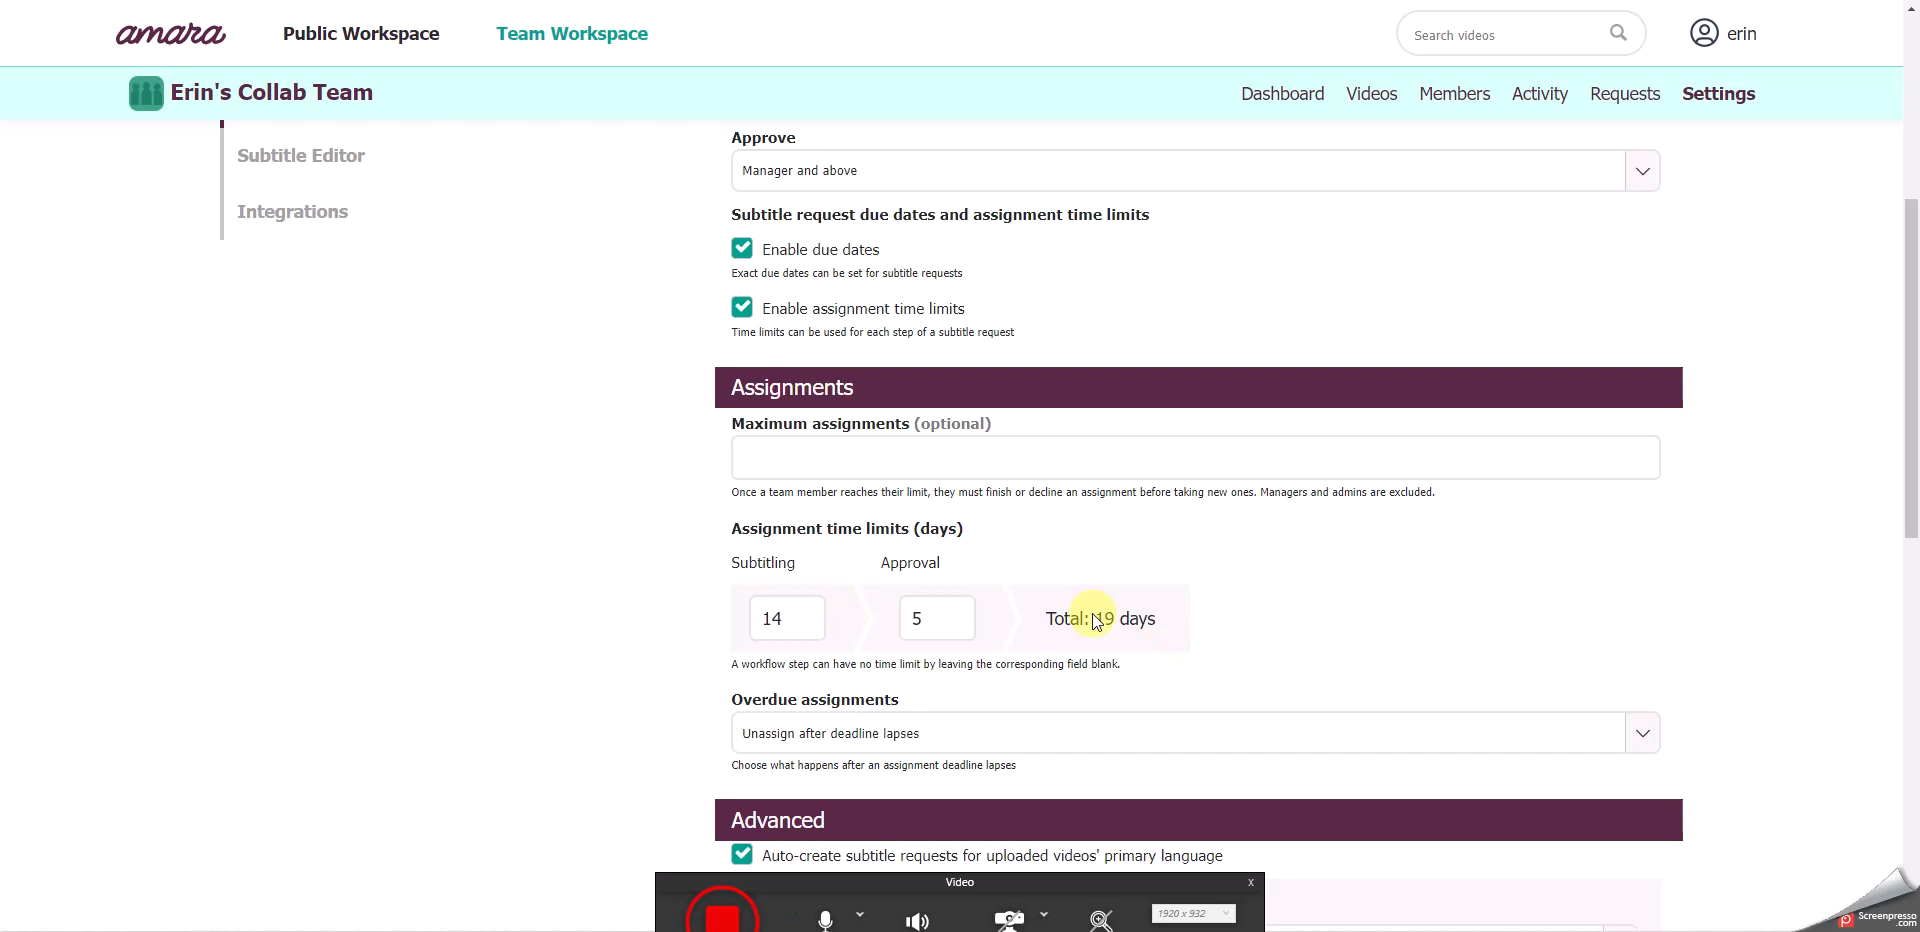 amara
Public Workspace
Team Workspace
Search videos
erin
Erin's Collab Team
Dashboard
Videos
Members
Activity
Requests
Settings
Subtitle Editor
Integrations
Approve
Manager and above
Subtitle request due dates and assignment time limits
Enable due dates
Exact due dates can be set for subtitle requests
Enable assignment time limits
Time limits can be used for each step of a subtitle request
Assignments
Maximum assignments (optional)
Once a team member reaches their limit, they must finish or decline an assignment before taking new ones. Managers and admins are excluded.
Assignment time limits (days)
Subtitling Approval
14 5 Total: 19 days
A workflow step can have no time limit by leaving the corresponding field blank.
Overdue assignments
Unassign after deadline lapses
Choose what happens after an assignment deadline lapses
Advanced
Auto-create subtitle requests for uploaded videos' primary language
Video x
1920 x 932
Screenpresso
.com